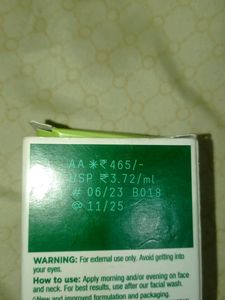 AA ✳₹465/-
USP ₹3.72/ml
# 06/23 B018
11/25
WARNING: For external use only. Avoid getting into
your eyes.
How to use: Apply morning and/or evening on face
and neck. For best results, use after our facial wash.
New and improved formulation and packaging.